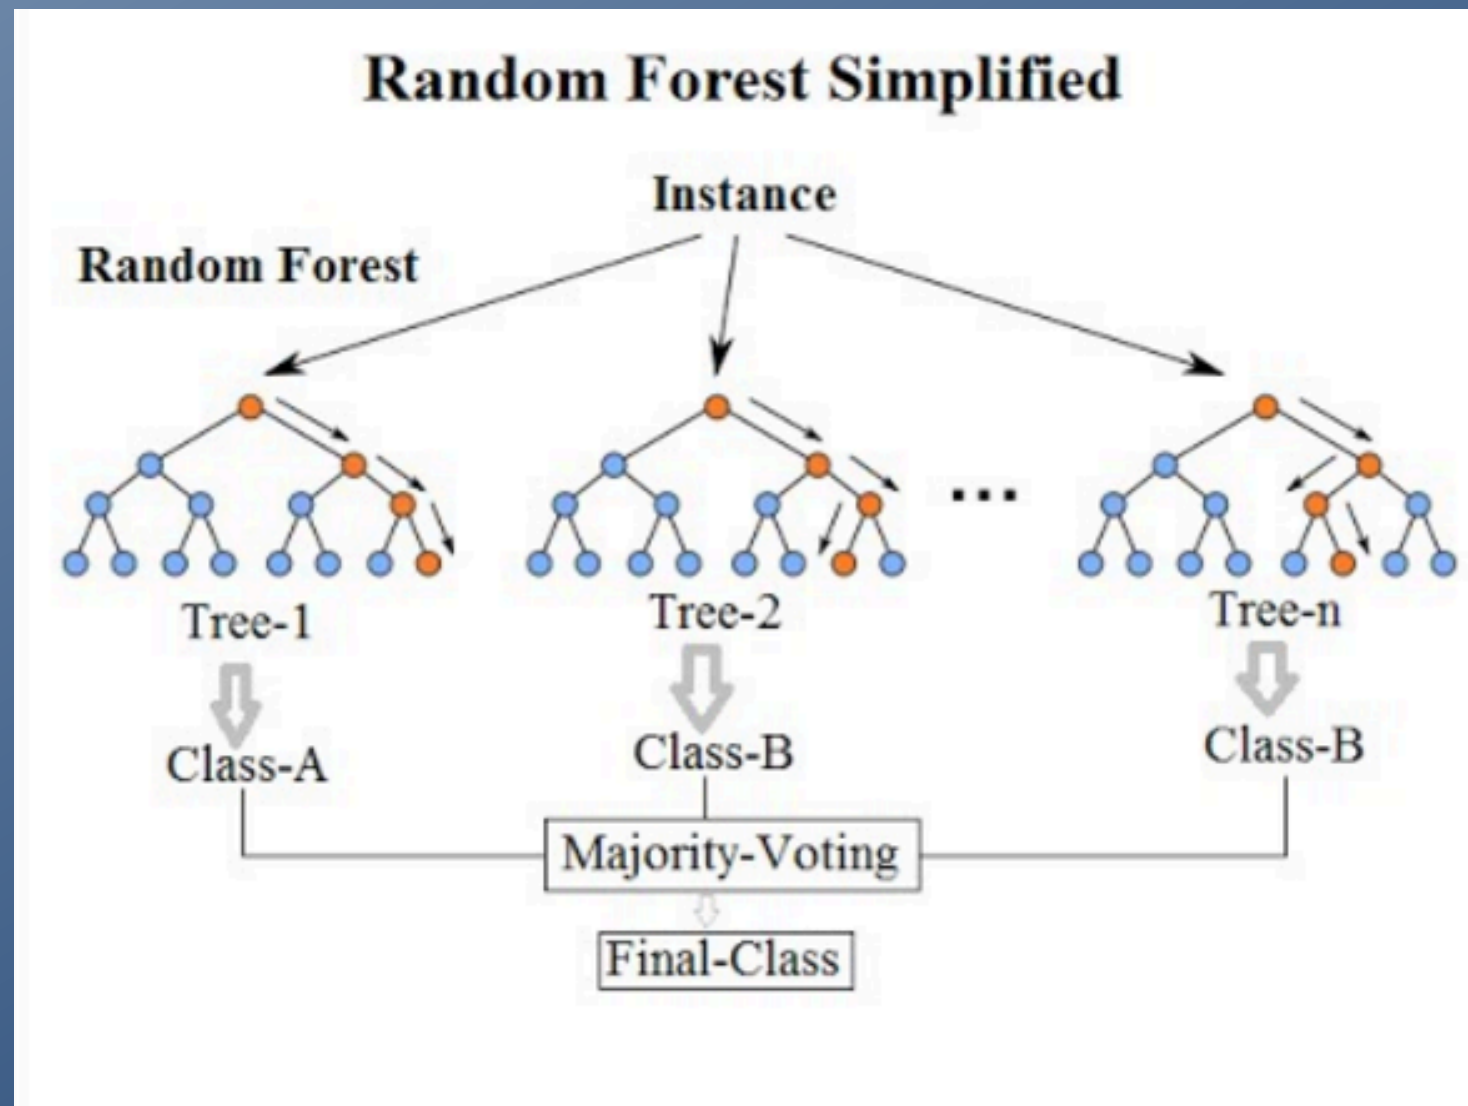 Random Forest Simplified
Instance
Random Forest
...
Tree-1
Tree-2
Tree-n
Class-A
Class-B
Class-B
Majority-Voting
Final-Class